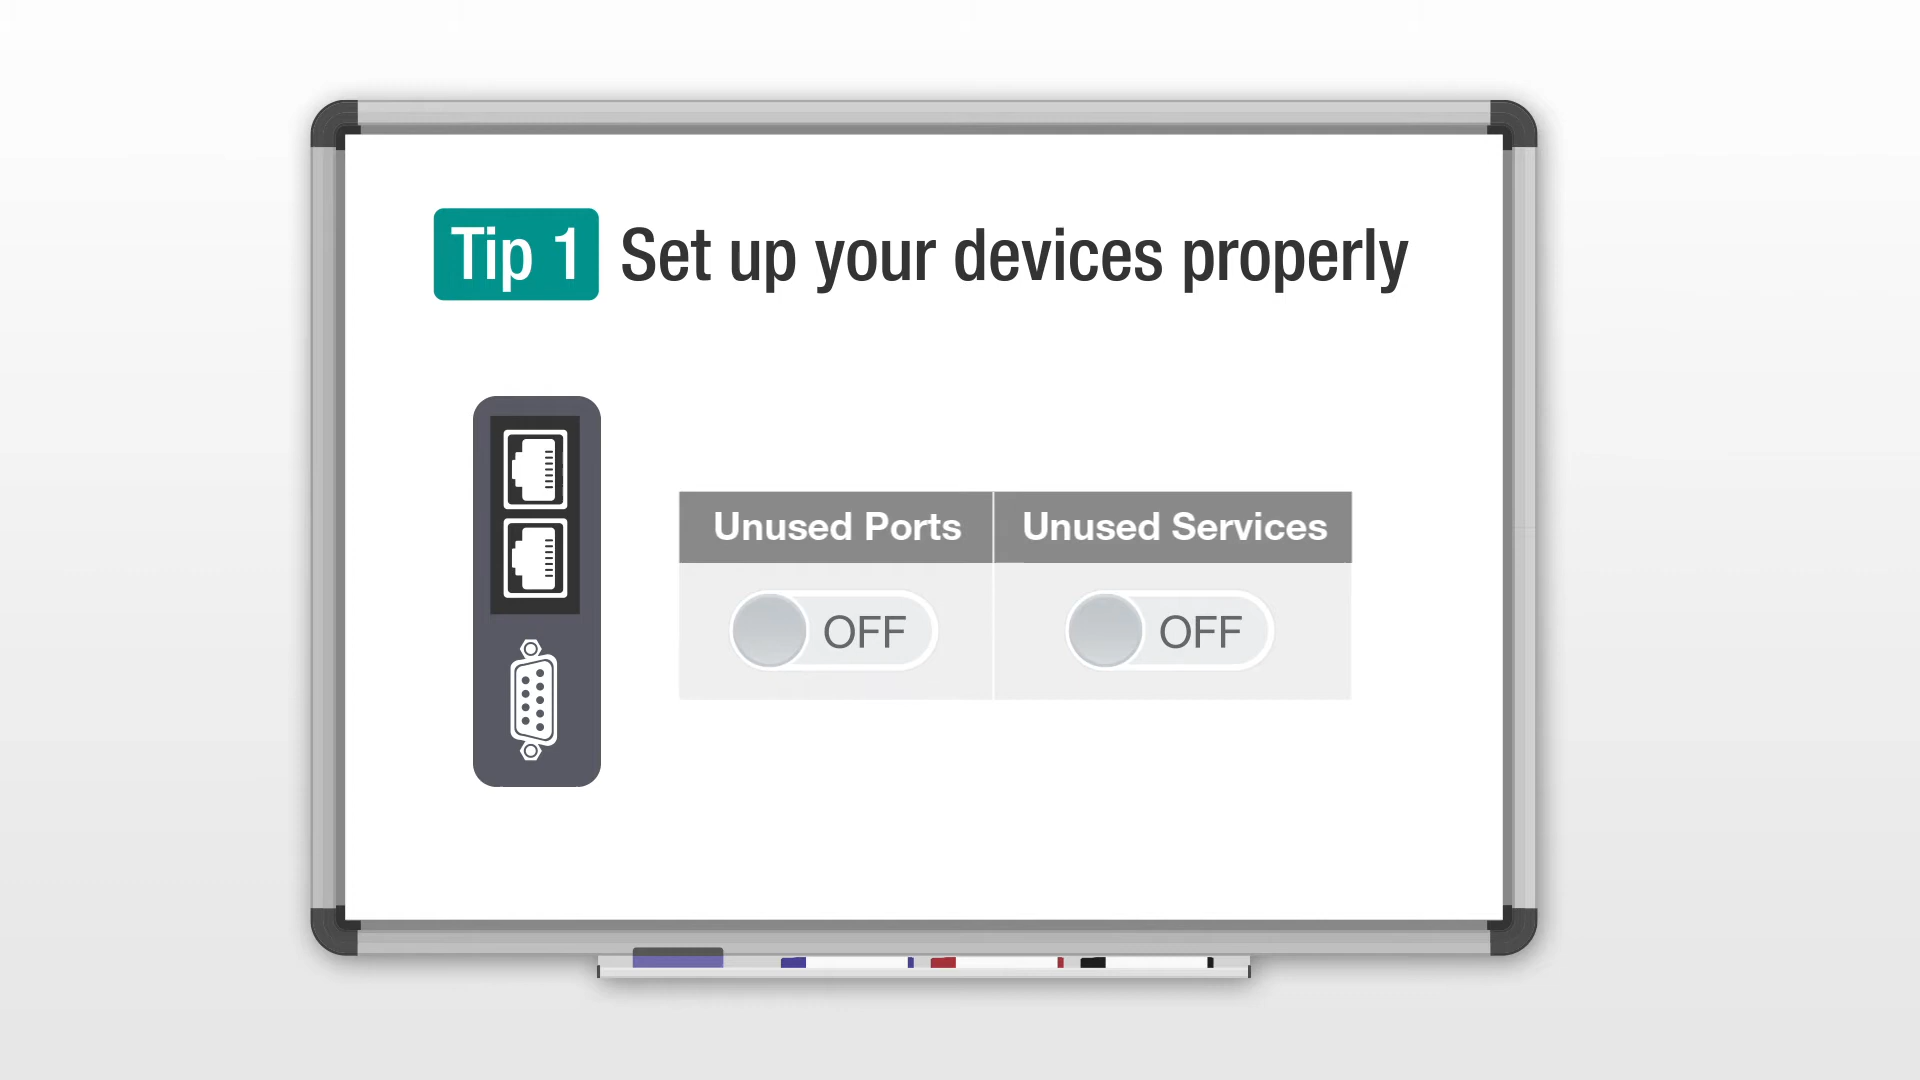 Tip 1 Set up your devices properly
Unused Ports Unused Services
OFF OFF